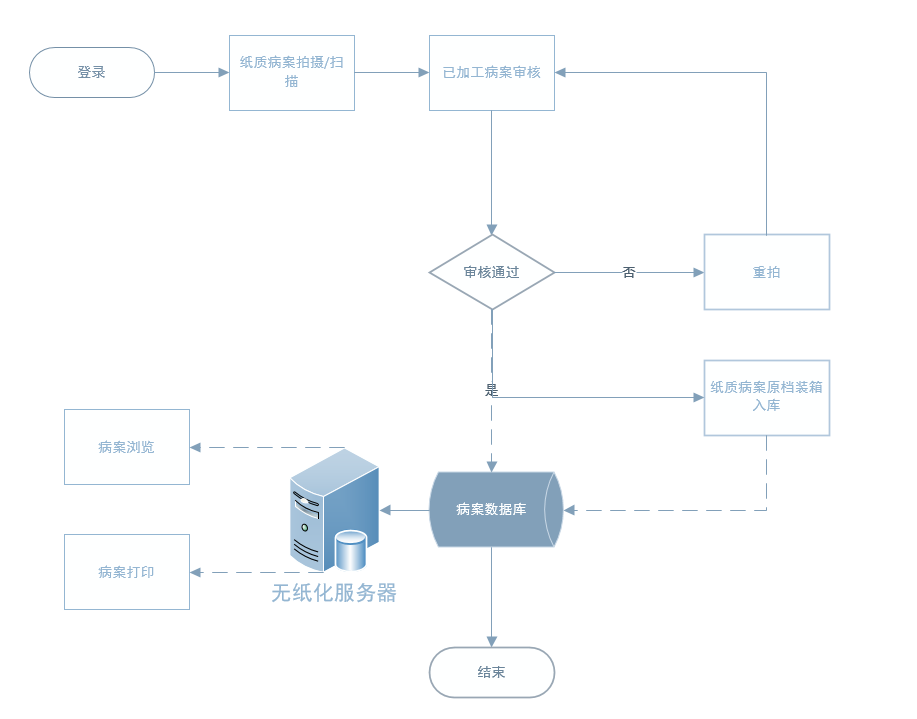 登录
纸质病案拍摄/扫
描
已加工病案审核
审核通过
否
重拍
是
纸质病案原档装箱
入库
病案浏览
病案数据库
病案打印
无纸化服务器
结束